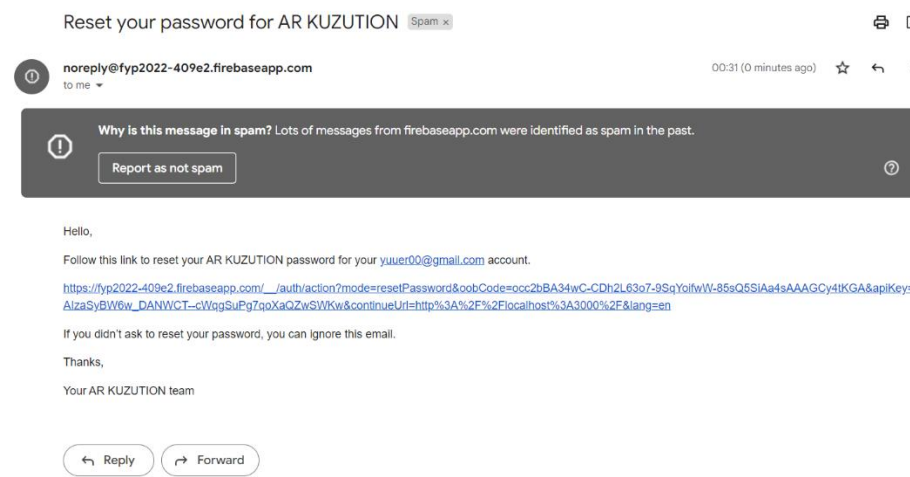 Reset your password for AR KUZUTION Spam x
noreply@fyp2022-409e2.firebaseapp.com 00:31 (0 minutes ago)
to me
Why is this message in spam? Lots of messages from firebaseapp.com were identified as spam in the past.
Report as not spam
Hello,
Follow this link to reset your AR KUZUTION password for your yuuer00@gmail.com account.
https://fyp2022-409e2.firebaseapp.com/__/auth/action?mode=resetPassword&oobCode=occ2bBA34wC-CDh2L63o7-9SqYoifwW-85sQ5SiAa4sAAAGCy4tKGA&apiKey=
AIzaSyBW6w_DANWCT--cWqgSuPg7qoXaQZwSWKw&continueUrl=http%3A%2F%2Flocalhost%3A3000%2F&lang=en
If you didn't ask to reset your password, you can ignore this email.
Thanks,
Your AR KUZUTION team
Reply Forward